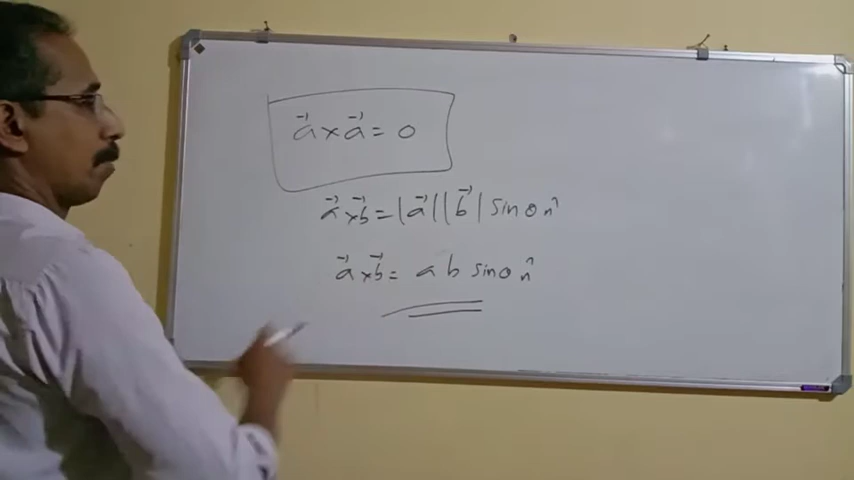 a⃗ × a⃗ = 0
a⃗ × b⃗ = |a⃗| |b⃗| sin θ n̂
a⃗ × b⃗ = a b sin θ n̂